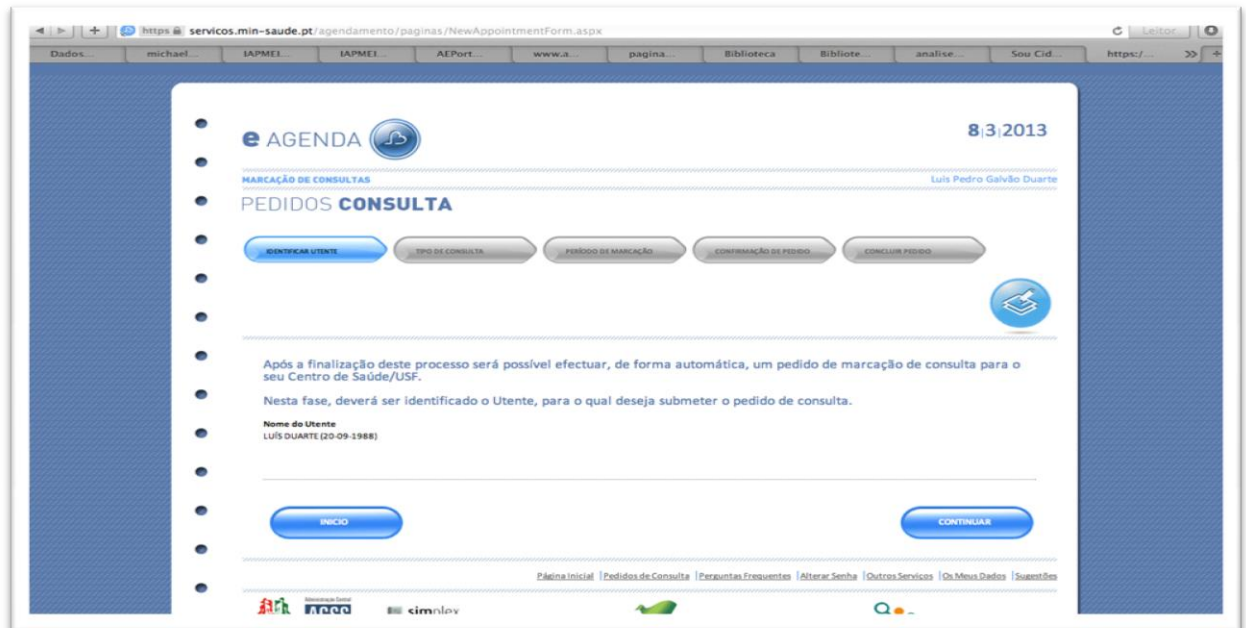 https servicos.min-saude.pt/agendamento/paginas/NewAppointmentForm.aspx Leitor
Dados... michael... IAPMEI... IAPMEI... AEPort... www.a... pagina... Biblioteca Bibliote... analise... Sou Cid... https:/...
e AGENDA
8|3|2013
MARCAÇÃO DE CONSULTAS Luis Pedro Galvão Duarte
PEDIDOS CONSULTA
IDENTIFICAR UTENTE TIPO DE CONSULTA PERÍODO DE MARCAÇÃO CONFIRMAÇÃO DE PEDIDO CONCLUIR PEDIDO
Após a finalização deste processo será possível efectuar, de forma automática, um pedido de marcação de consulta para o
seu Centro de Saúde/USF.
Nesta fase, deverá ser identificado o Utente, para o qual deseja submeter o pedido de consulta.
Nome do Utente
LUÍS DUARTE (20-09-1988)
INICIO CONTINUAR
Página Inicial | Pedidos de Consulta | Perguntas Frequentes | Alterar Senha | Outros Serviços | Os Meus Dados | Sugestões
Administração Central
ACSS simplex